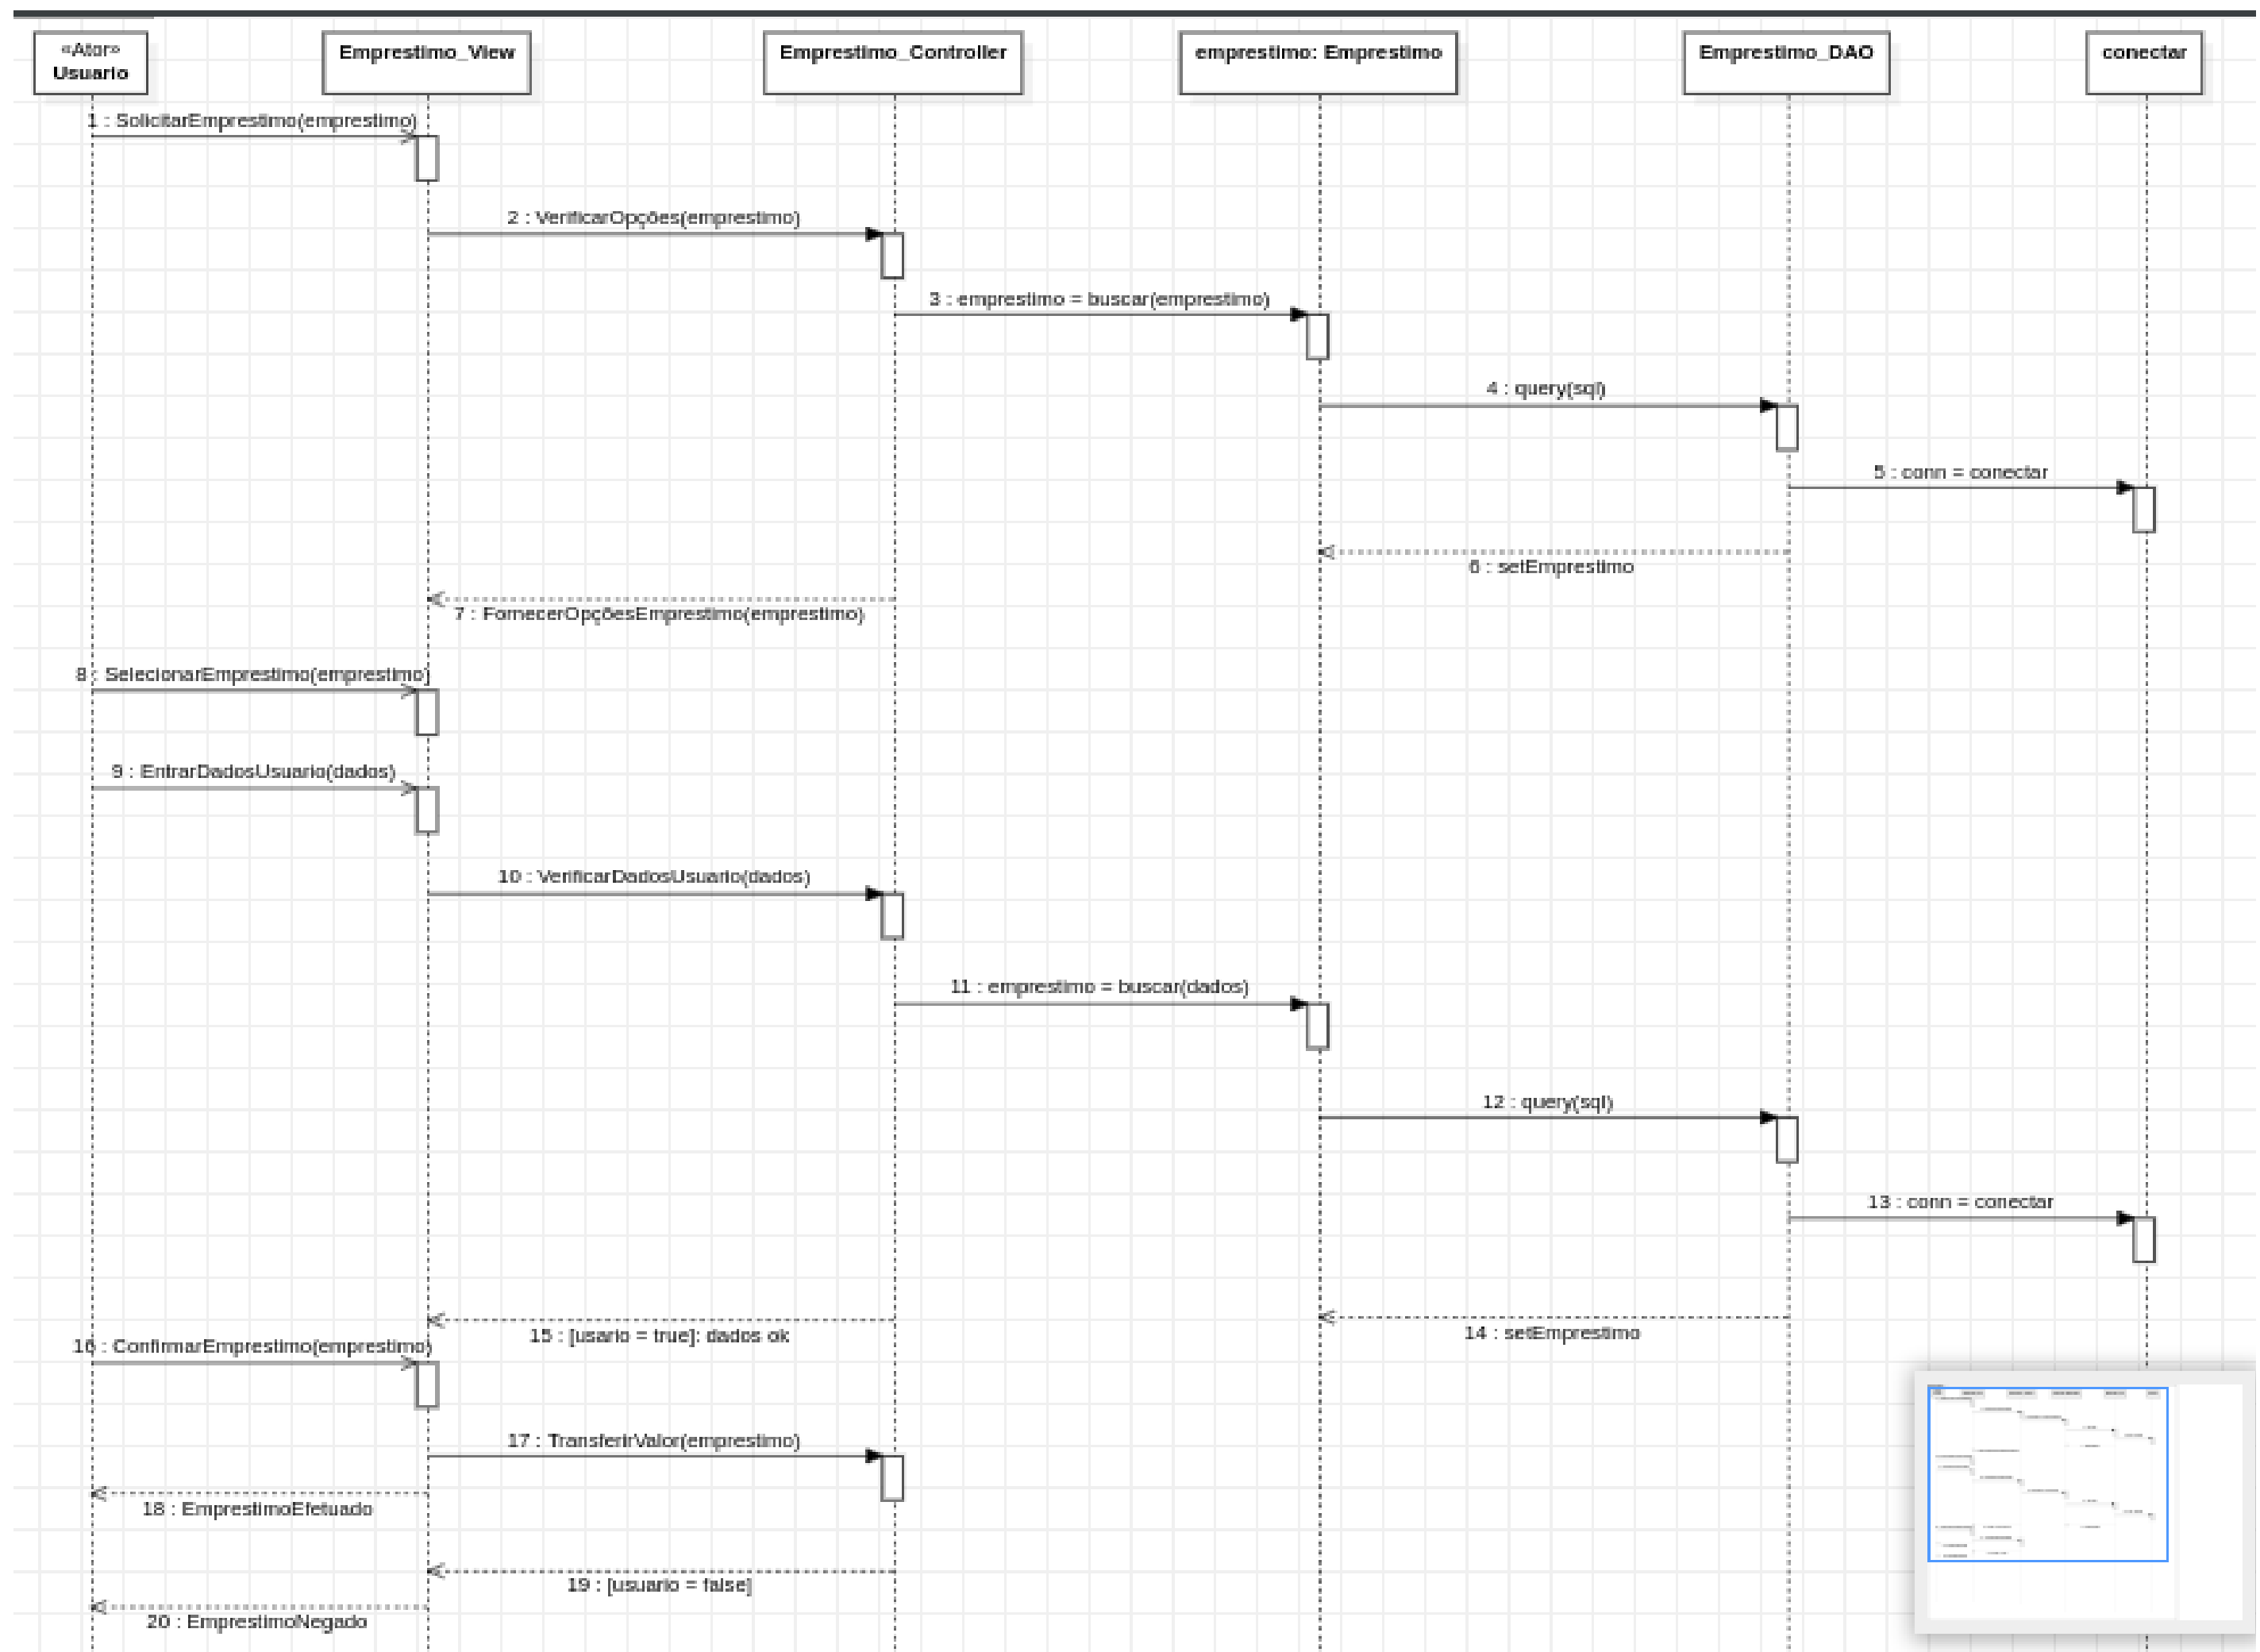 «Ator»
Usuario
Emprestimo_View
Emprestimo_Controller
emprestimo: Emprestimo
Emprestimo_DAO
conectar
1 : SolicitarEmprestimo(emprestimo)
2 : VerificarOpções(emprestimo)
3 : emprestimo = buscar(emprestimo)
4 : query(sql)
5 : conn = conectar
6 : setEmprestimo
7 : FornecerOpçõesEmprestimo(emprestimo)
8 : SelecionarEmprestimo(emprestimo)
9 : EntrarDadosUsuario(dados)
10 : VerificarDadosUsuario(dados)
11 : emprestimo = buscar(dados)
12 : query(sql)
13 : conn = conectar
14 : setEmprestimo
15 : [usario = true]: dados ok
16 : ConfirmarEmprestimo(emprestimo)
17 : TransferirValor(emprestimo)
18 : EmprestimoEfetuado
19 : [usuario = false]
20 : EmprestimoNegado